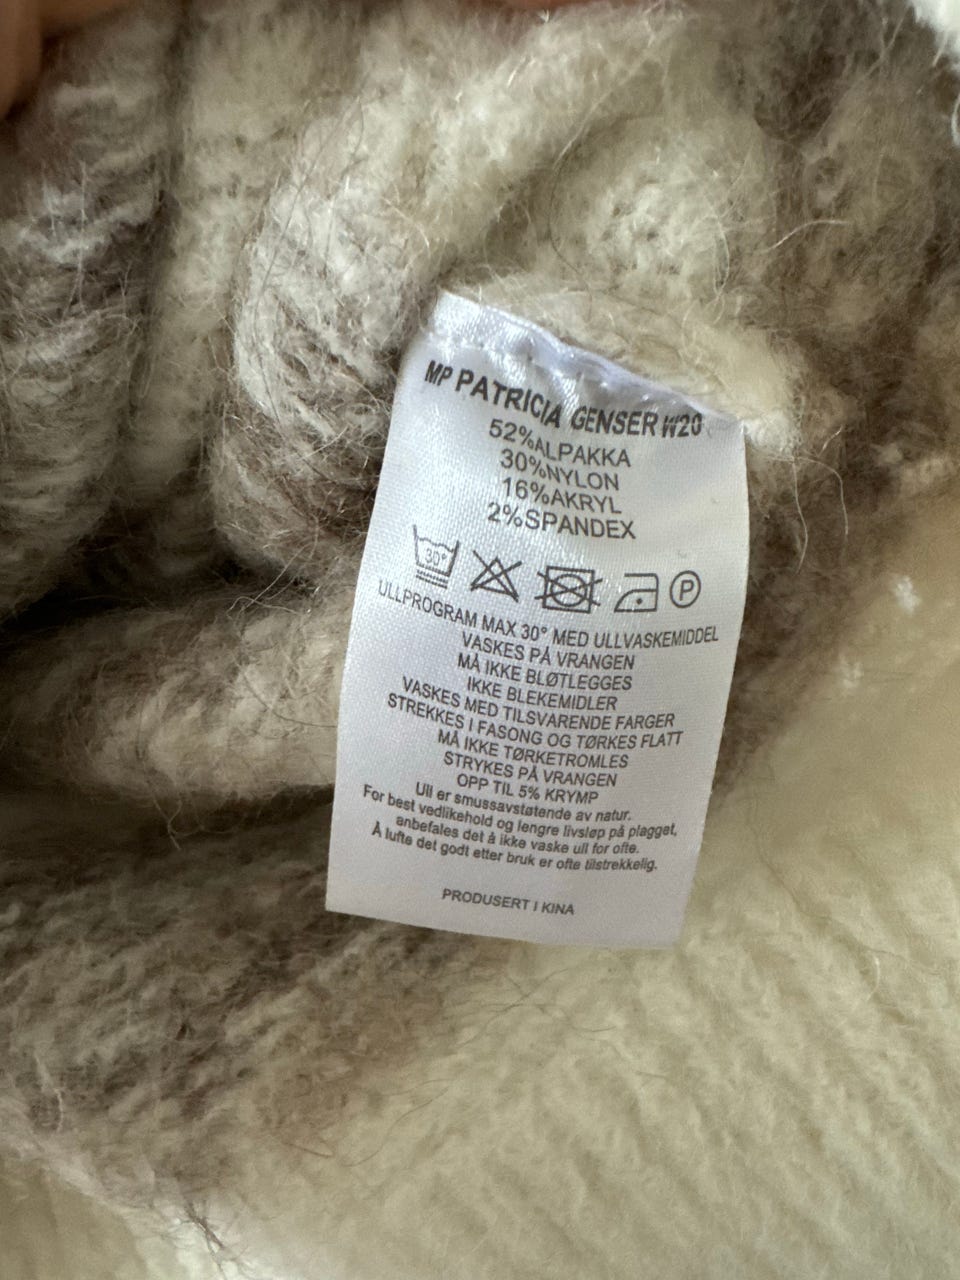 MP PATRICIA GENSER W20
52%ALPAKKA
30%NYLON
16%AKRYL
2%SPANDEX
30° P
ULLPROGRAM MAX 30° MED ULLVASKEMIDDEL
VASKES PÅ VRANGEN
MÅ IKKE BLØTLEGGES
IKKE BLEKEMIDLER
VASKES MED TILSVARENDE FARGER
STREKKES I FASONG OG TØRKES FLATT
MÅ IKKE TØRKETROMLES
STRYKES PÅ VRANGEN
OPP TIL 5% KRYMP
Ull er smussavstøtende av natur.
For best vedlikehold og lengre livsløp på plagget,
anbefales det å ikke vaske ull for ofte.
Å lufte det godt etter bruk er ofte tilstrekkelig.
PRODUSERT I KINA